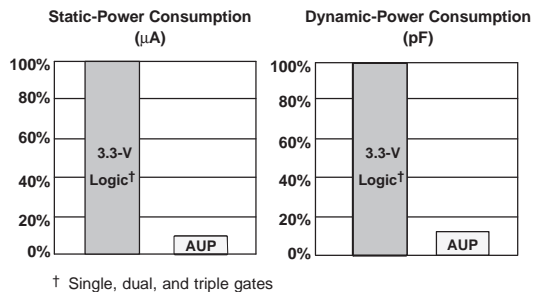 Static-Power Consumption
(μA)
100%
80%
60%
40%
20%
0%
3.3-V
Logic†
AUP
Dynamic-Power Consumption
(pF)
100%
80%
60%
40%
20%
0%
3.3-V
Logic†
AUP
† Single, dual, and triple gates